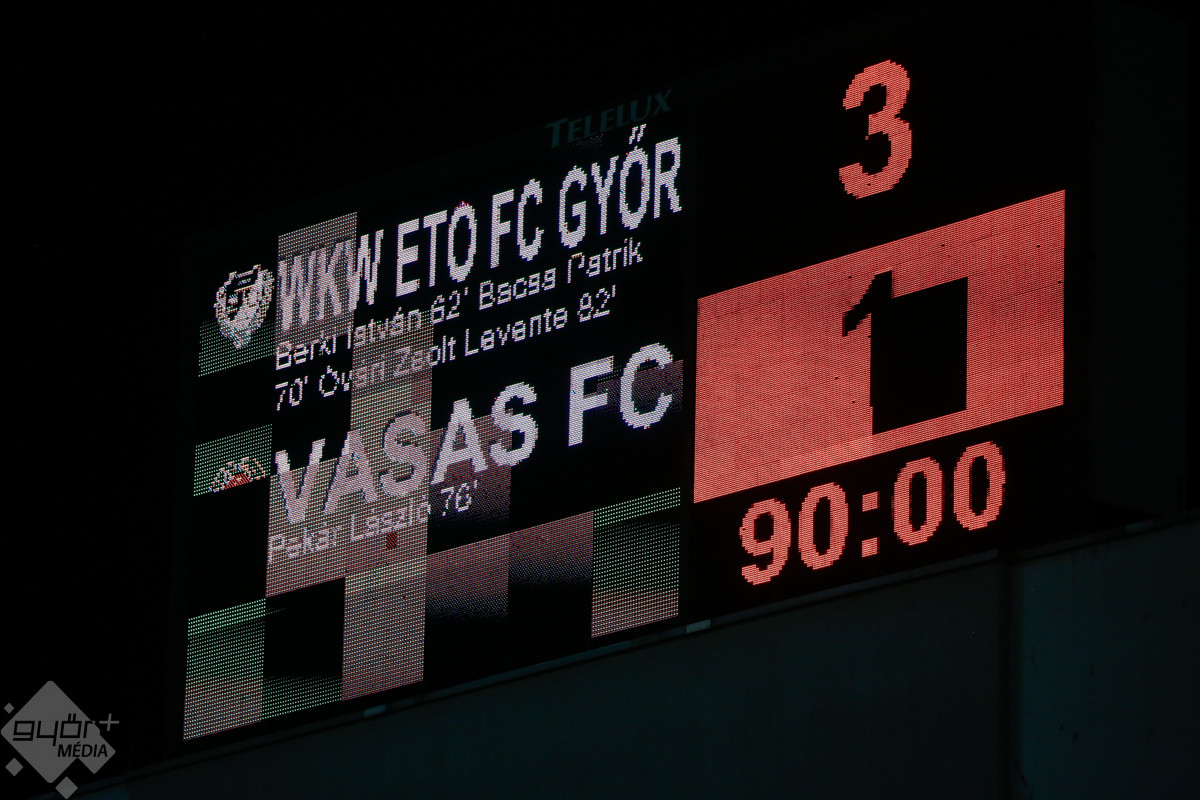 TELELUX
WKW ETO FC GYŐR
3
Berki István 62' Bacsa Patrik
70' Óvári Zsolt Levente 82'
VASAS FC
1
Pekár László 76'
90:00
győr+
MÉDIA